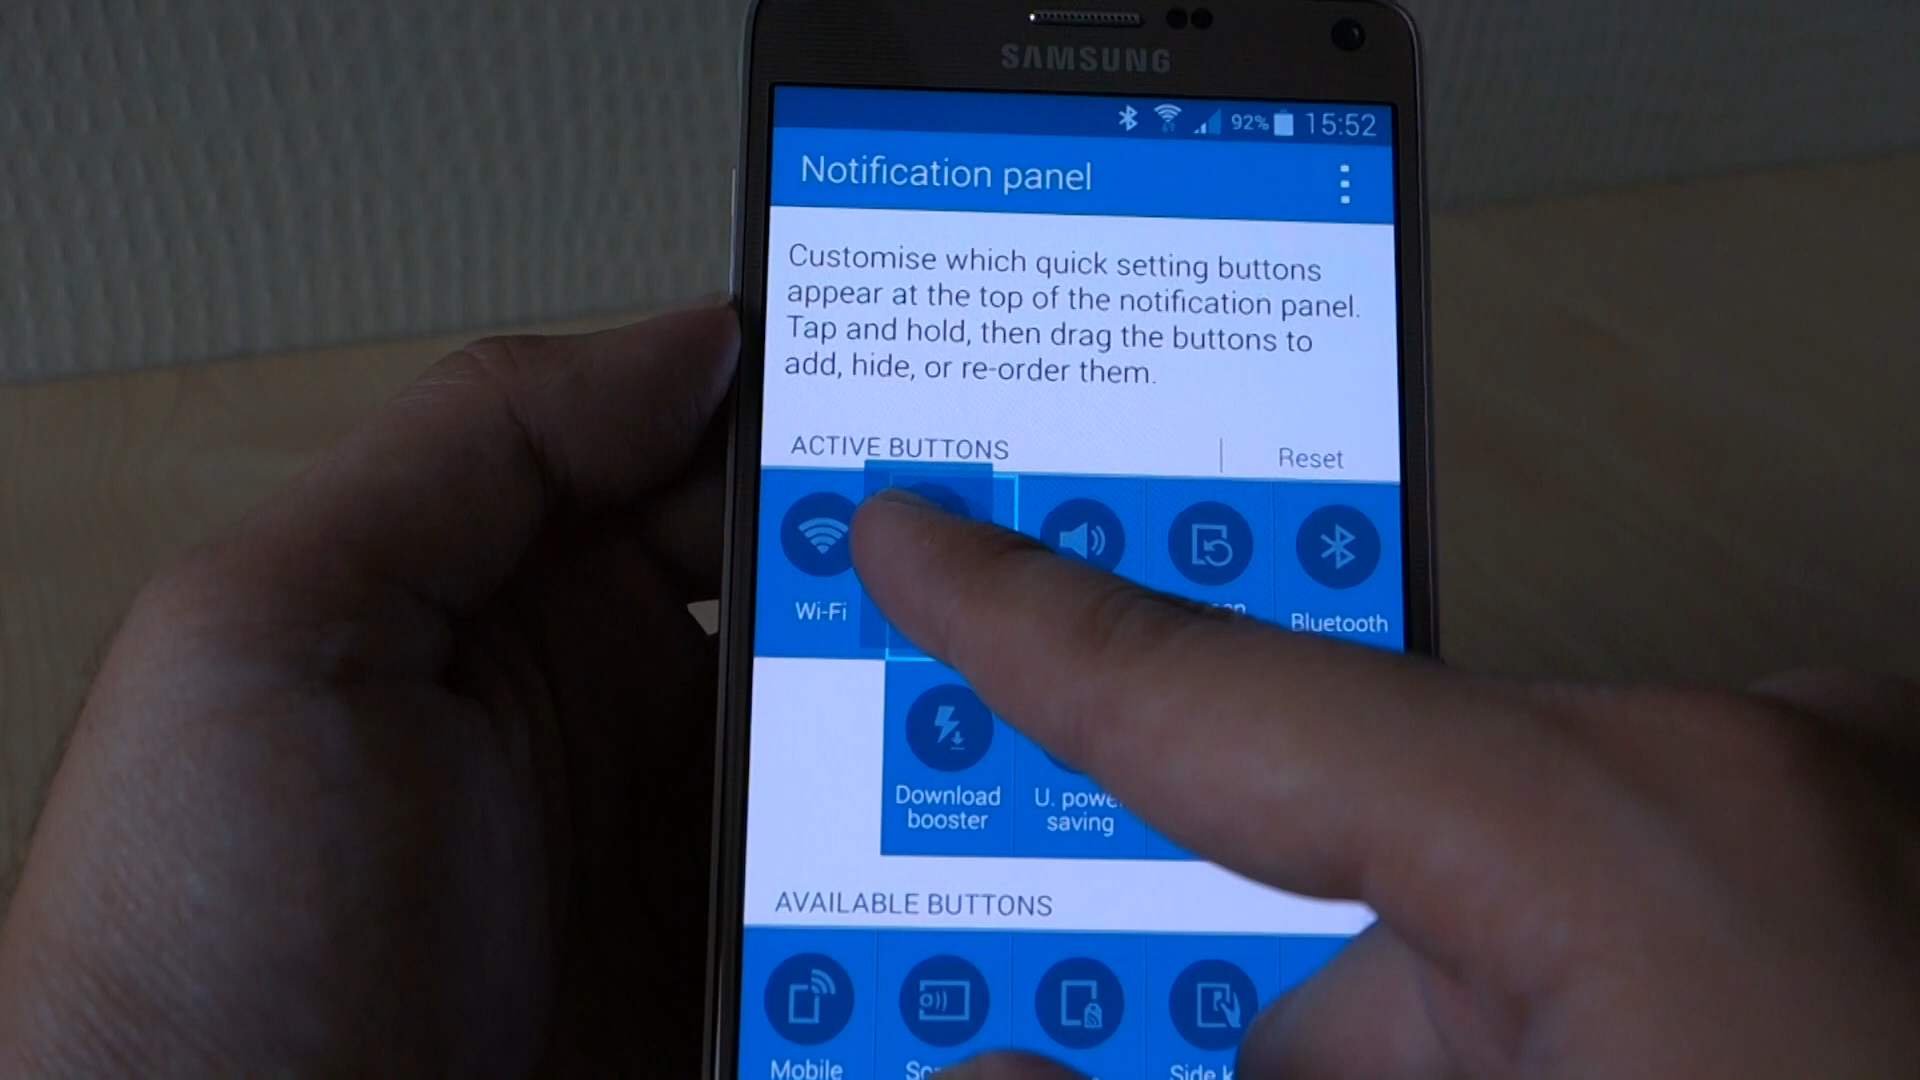 SAMSUNG
92% 15:52
Notification panel
Customise which quick setting buttons
appear at the top of the notification panel.
Tap and hold, then drag the buttons to
add, hide, or re-order them.
ACTIVE BUTTONS
Reset
Wi-Fi
Bluetooth
Download
booster
U.
saving
AVAILABLE BUTTONS
Mobile
Side